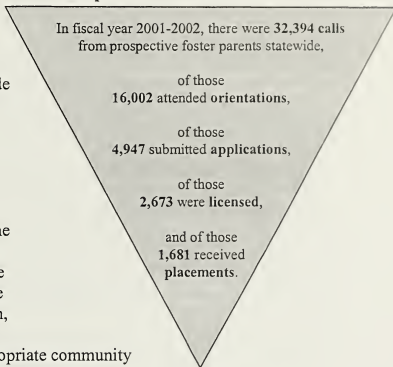 In fiscal year 2001-2002, there were 32,394 calls
from prospective foster parents statewide,
of those
16,002 attended orientations,
of those
4,947 submitted applications,
of those
2,673 were licensed,
and of those
1,681 received
placements.
opriate community